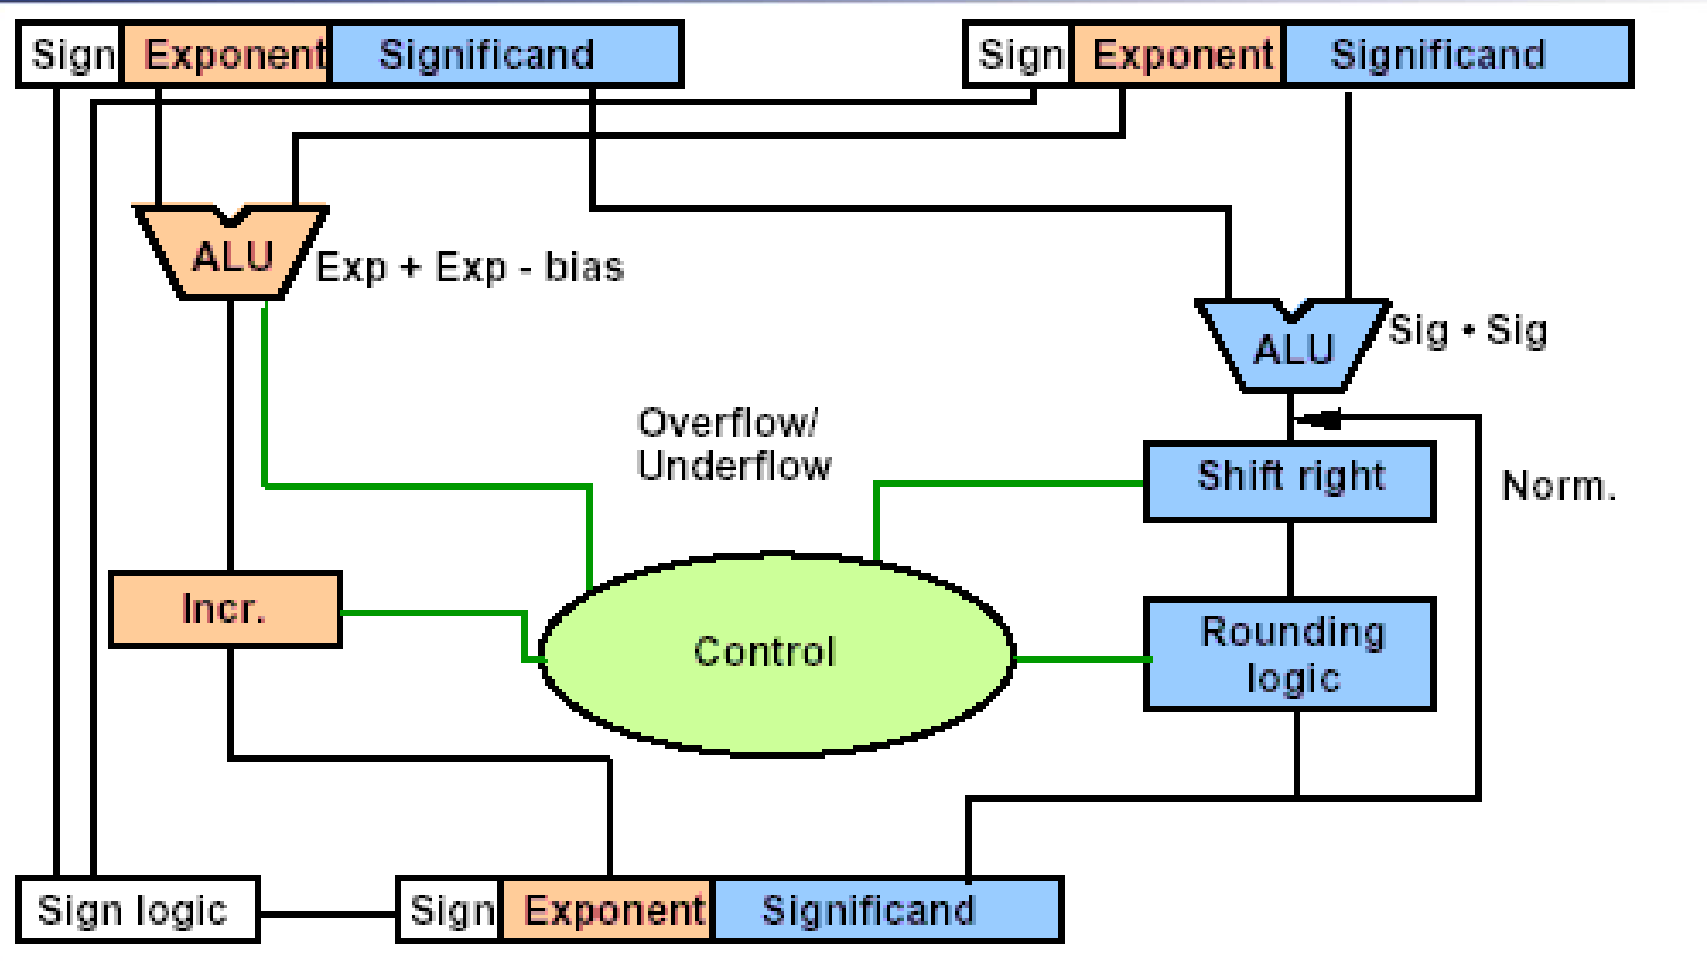 Sign Exponent Significand
Sign Exponent Significand
ALU
Exp + Exp - bias
ALU
Sig • Sig
Overflow/
Underflow
Shift right
Norm.
Incr.
Control
Rounding
logic
Sign logic
Sign Exponent Significand